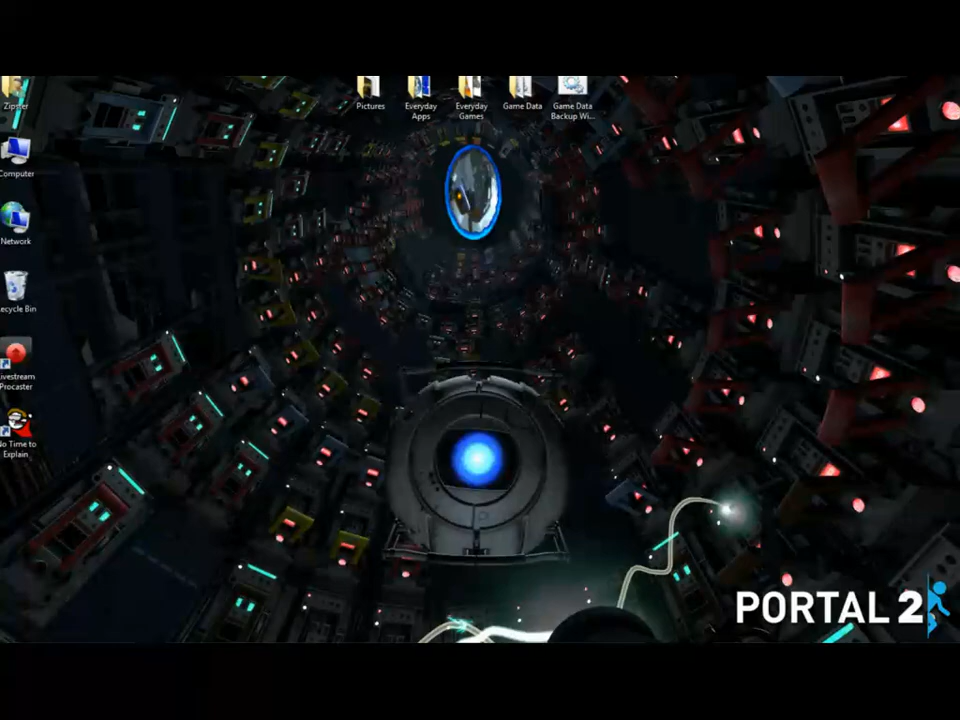 Zipster
Pictures
Everyday
Apps
Everyday
Games
Game Data
Game Data
Backup Wi...
Computer
Network
ecycle Bin
ivestream
Procaster
No Time to
Explain
PORTAL 2